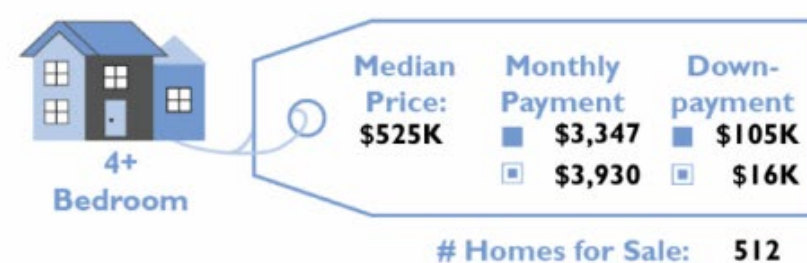 4+
Bedroom
Median
Price:
$525K
Monthly
Payment
$3,347
$3,930
Down-
payment
$105K
$16K
# Homes for Sale: 512